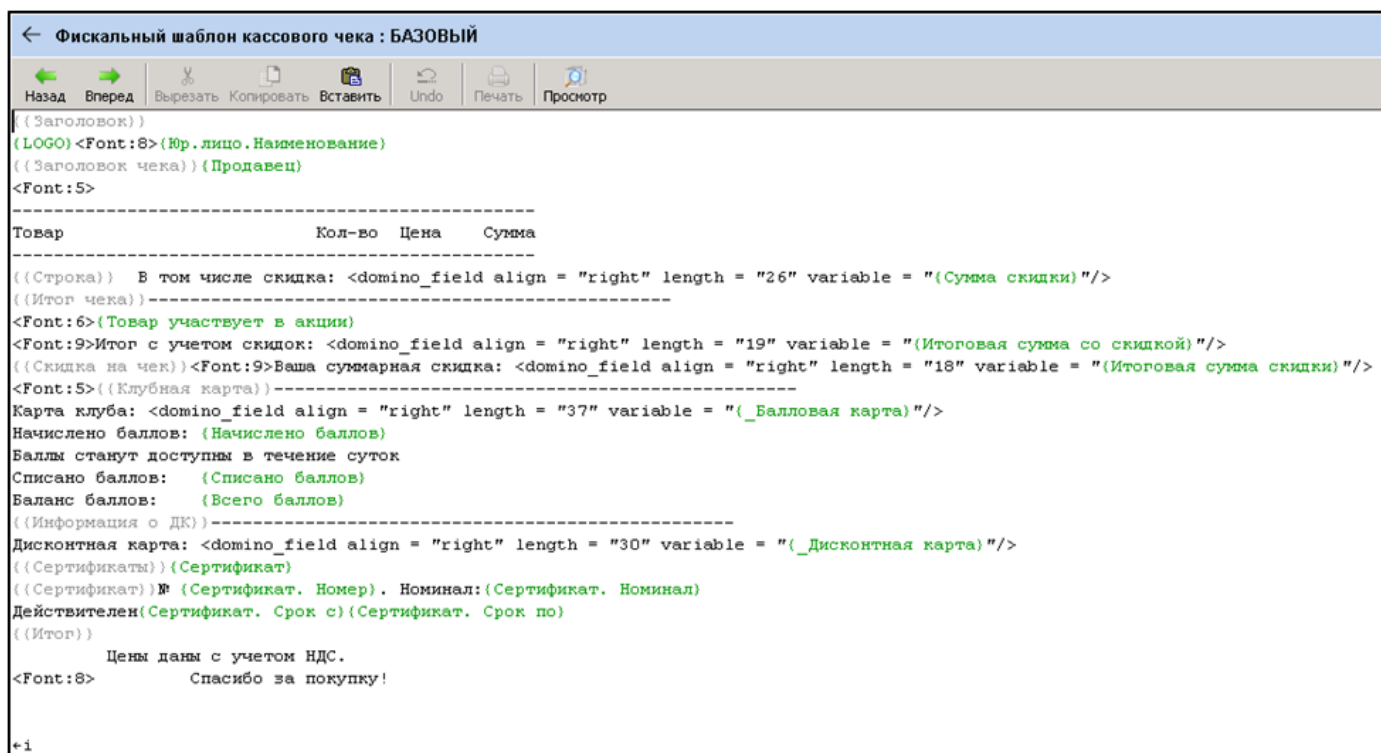 ← Фискальный шаблон кассового чека : БАЗОВЫЙ
Назад Вперед Вырезать Копировать Вставить Undo Печать Просмотр
{{Заголовок}}
{LOGO}<Font:8>{Юр.лицо.Наименование}
{{Заголовок чека}}{Продавец}
<Font:5>
--------------------------------------------------
Товар Кол-во Цена Сумма
--------------------------------------------------
{{Строка}} В том числе скидка: <domino_field align = "right" length = "26" variable = "{Сумма скидки}"/>
{{Итог чека}}--------------------------------------------------
<Font:6>{Товар участвует в акции}
<Font:9>Итог с учетом скидок: <domino_field align = "right" length = "19" variable = "{Итоговая сумма со скидкой}"/>
{{Скидка на чек}}<Font:9>Ваша суммарная скидка: <domino_field align = "right" length = "18" variable = "{Итоговая сумма скидки}"/>
<Font:5>{{Клубная карта}}--------------------------------------------------
Карта клуба: <domino_field align = "right" length = "37" variable = "{_Балловая карта}"/>
Начислено баллов: {Начислено баллов}
Баллы станут доступны в течение суток
Списано баллов: {Списано баллов}
Баланс баллов: {Всего баллов}
{{Информация о ДК}}--------------------------------------------------
Дисконтная карта: <domino_field align = "right" length = "30" variable = "{_Дисконтная карта}"/>
{{Сертификаты}}{Сертификат}
{{Сертификат}}№ {Сертификат. Номер}. Номинал:{Сертификат. Номинал}
Действителен{Сертификат. Срок с}{Сертификат. Срок по}
{{Итог}}
Цены даны с учетом НДС.
<Font:8> Спасибо за покупку!
←i